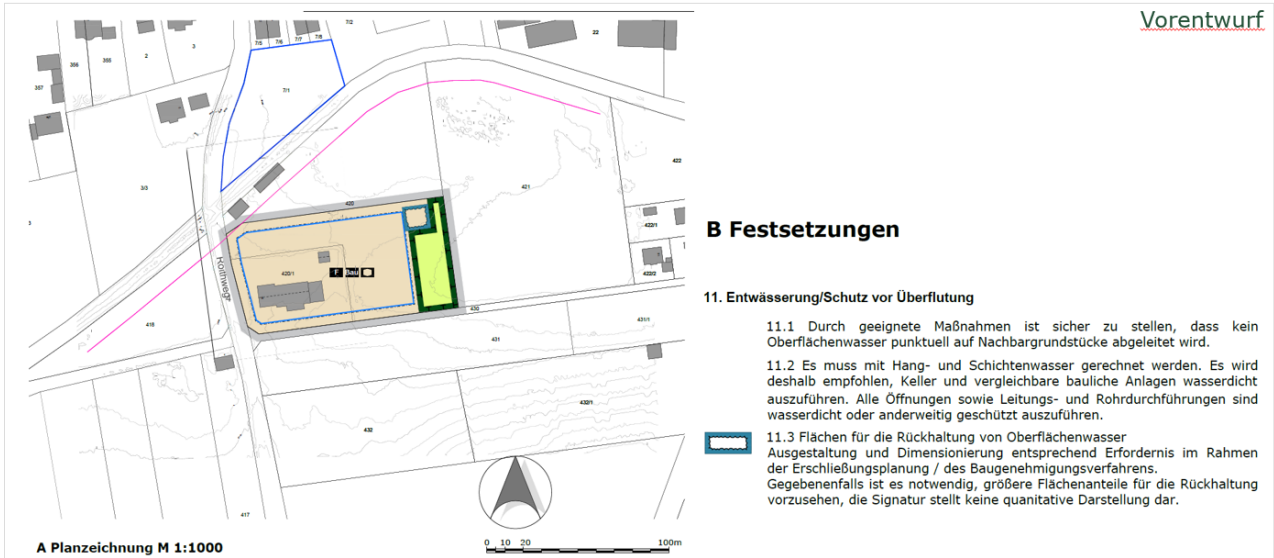 Vorentwurf
7/2
7/5
7/6
7/7
7/8
22
3
2
355
356
357
7/1
3/3
3
421
422
420
422/1
422/2
420/1
F Bau
Roithweg
418
430
431
431/1
432
432/1
417
0 10 20 100m
A Planzeichnung M 1:1000
B Festsetzungen
11. Entwässerung/Schutz vor Überflutung
11.1 Durch geeignete Maßnahmen ist sicher zu stellen, dass kein
Oberflächenwasser punktuell auf Nachbargrundstücke abgeleitet wird.
11.2 Es muss mit Hang- und Schichtenwasser gerechnet werden. Es wird
deshalb empfohlen, Keller und vergleichbare bauliche Anlagen wasserdicht
auszuführen. Alle Öffnungen sowie Leitungs- und Rohrdurchführungen sind
wasserdicht oder anderweitig geschützt auszuführen.
11.3 Flächen für die Rückhaltung von Oberflächenwasser
Ausgestaltung und Dimensionierung entsprechend Erfordernis im Rahmen
der Erschließungsplanung / des Baugenehmigungsverfahrens.
Gegebenenfalls ist es notwendig, größere Flächenanteile für die Rückhaltung
vorzusehen, die Signatur stellt keine quanitative Darstellung dar.